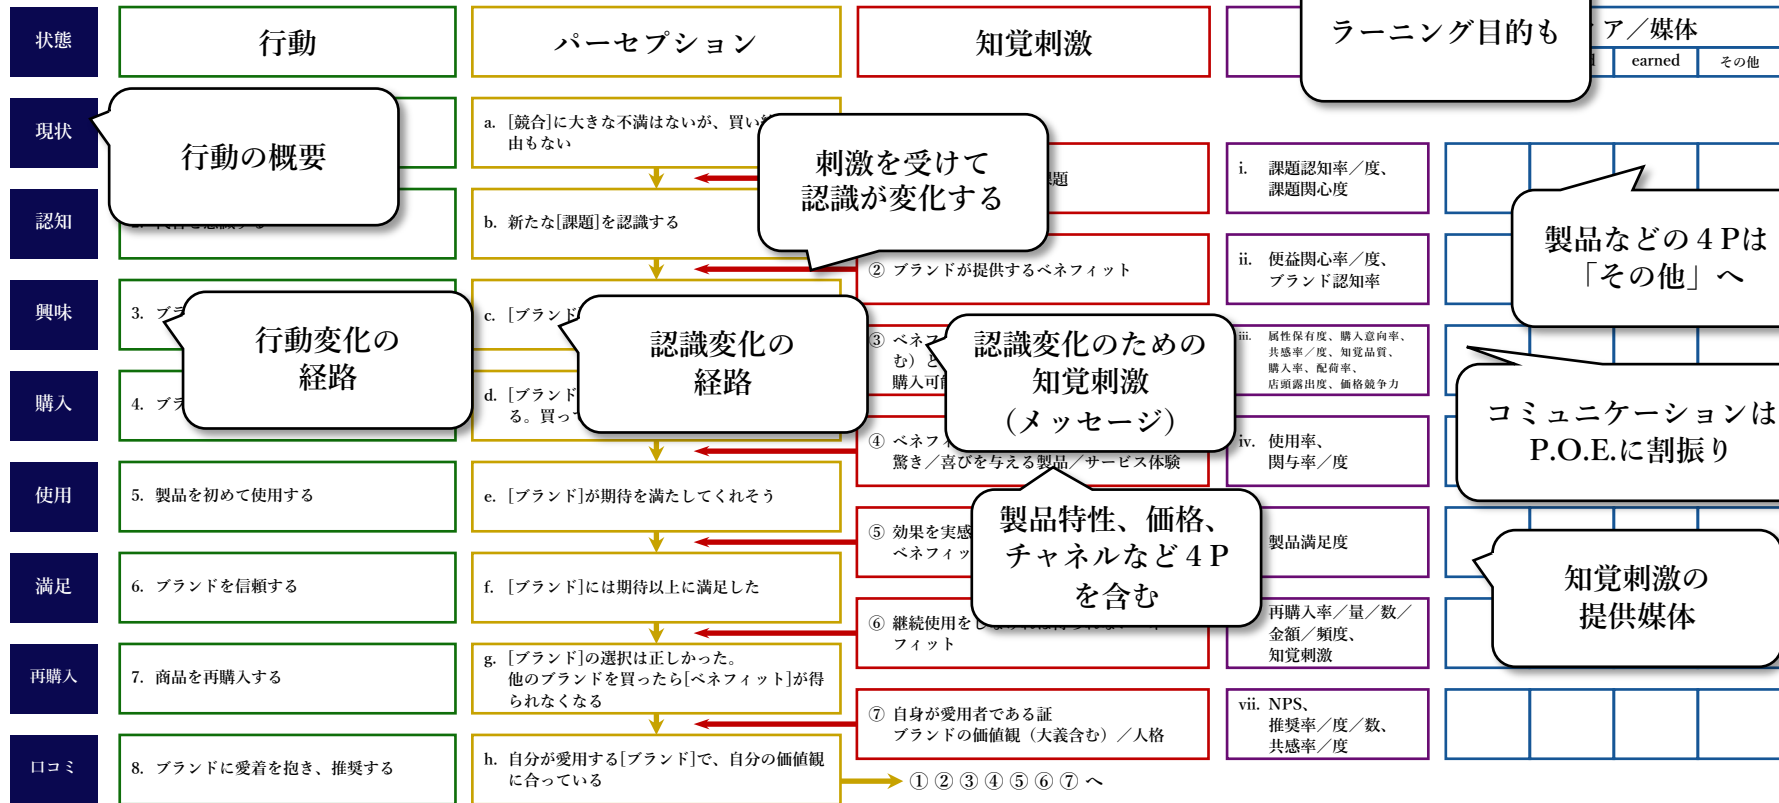 状態
行動
パーセプション
知覚刺激
ラーニング目的も
ア／媒体
earned
その他
現状
行動の概要
a. [競合]に大きな不満はないが、買い
由もない
刺激を受けて
認識が変化する
課題
i. 課題認知率／度、
課題関心度
認知
b. 新たな[課題]を認識する
② ブランドが提供するベネフィット
ii. 便益関心率／度、
ブランド認知率
製品などの４Pは
「その他」へ
興味
3. ブラ
行動変化の
経路
c. [ブランド
認識変化の
経路
③ ベネフ
む）と
購入可能
認識変化のための
知覚刺激
（メッセージ）
iii. 属性保有度、購入意向率、
共感率／度、知覚品質、
購入率、配荷率、
店頭露出度、価格競争力
購入
4. ブラ
d. [ブランド
る。買って
④ ベネフィ
驚き／喜びを与える製品／サービス体験
iv. 使用率、
関与率／度
コミュニケーションは
P.O.E.に割振り
使用
5. 製品を初めて使用する
e. [ブランド]が期待を満たしてくれそう
⑤ 効果を実感
ベネフィッ
製品特性、価格、
チャネルなど４P
を含む
製品満足度
知覚刺激の
提供媒体
満足
6. ブランドを信頼する
f. [ブランド]には期待以上に満足した
⑥ 継続使用を
フィット
再購入率／量／数／
金額／頻度、
知覚刺激
再購入
7. 商品を再購入する
g. [ブランド]の選択は正しかった。
他のブランドを買ったら[ベネフィット]が得
られなくなる
⑦ 自身が愛用者である証
ブランドの価値観（大義含む）／人格
vii. NPS、
推奨率／度／数、
共感率／度
口コミ
8. ブランドに愛着を抱き、推奨する
h. 自分が愛用する[ブランド]で、自分の価値観
に合っている
①②③④⑤⑥⑦へ